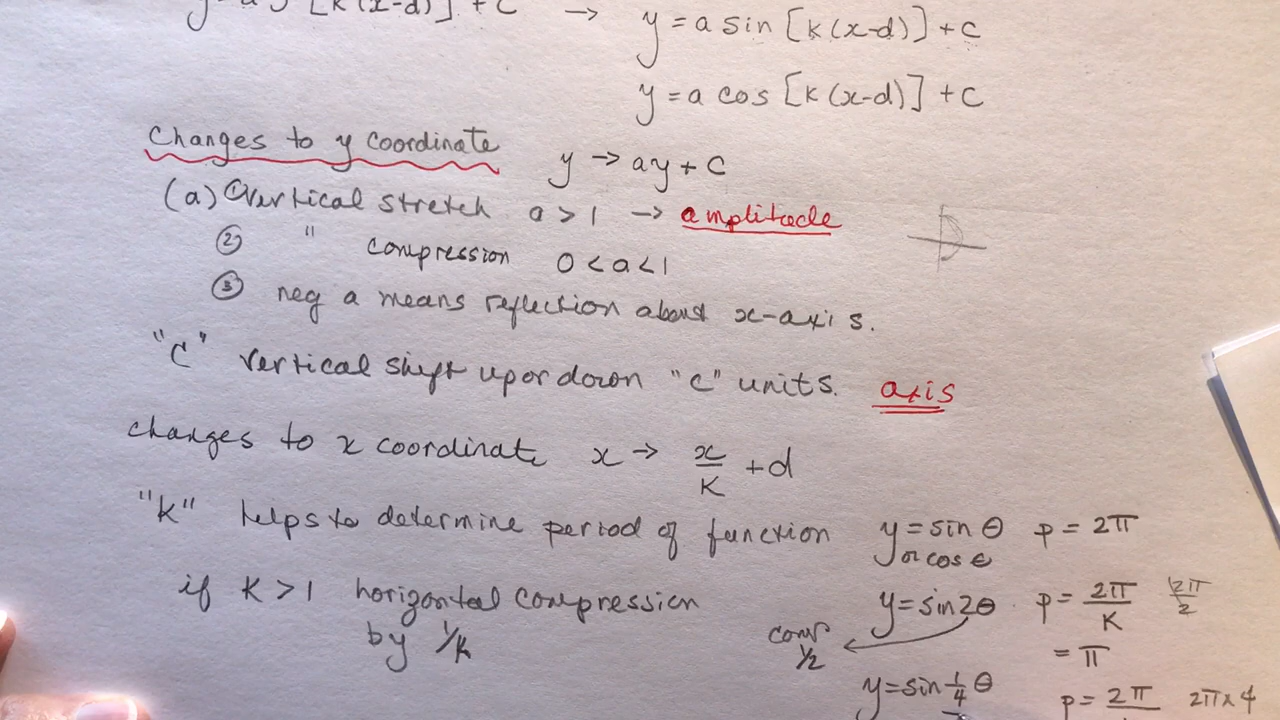 [k(x-d)] + c → y = a sin [k(x-d)] + c
y = a cos [k(x-d)] + c
Changes to y coordinate y → ay + c
(a) ① Vertical stretch a > 1 → amplitude
② " compression 0 < a < 1
③ neg a means reflection about x-axis.
"c" vertical shift up or down "c" units. axis
changes to x coordinate x → x/k + d
"k" helps to determine period of function y = sin θ p = 2π
or cos θ
if k > 1 horizontal compression y = sin 2θ p = 2π/k 2π/2
by 1/k comp 1/2 = π
y = sin 1/4 θ p = 2π 2π x 4